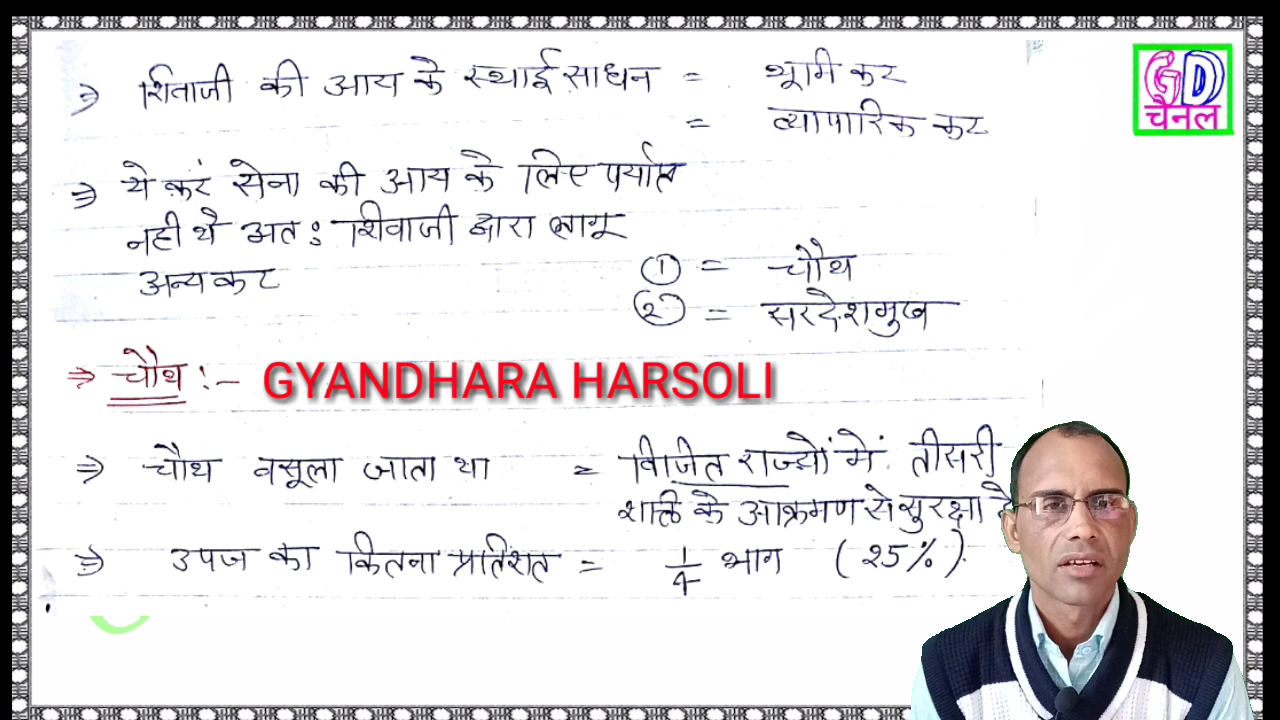 ⇒ शिवाजी की आय के स्थाई साधन = भूमि कर
= व्यापारिक कर
GD
चैनल
⇒ ये कर सेना की आय के लिए पर्याप्त
नही थे अतः शिवाजी द्वारा लागू
अन्य कर
① = चौथ
② = सरदेशमुख
⇒ चौथ :-
GYANDHARA HARSOLI
⇒ चौथ वसूला जाता था = विजित राज्यों में तीसरी
शक्ति के आक्रमण से सुरक्षा
⇒ उपज का कितना प्रतिशत = 1/4 भाग (25%).